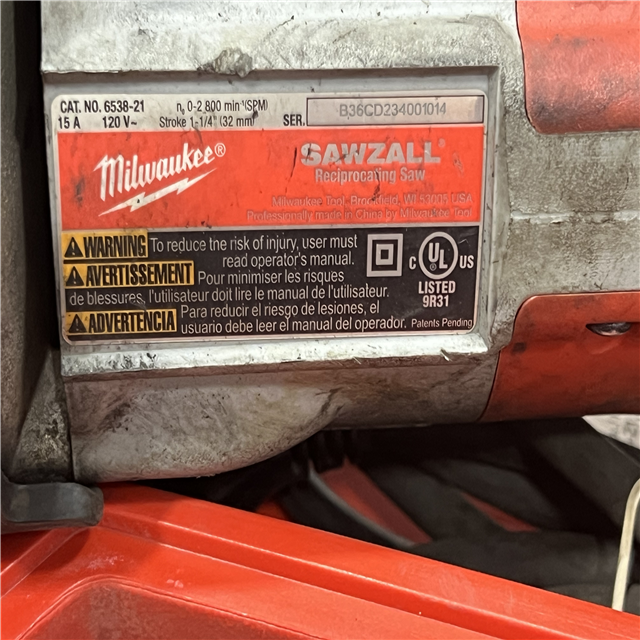 CAT. NO. 6538-21 n₀ 0-2 800 min⁻¹(SPM)
15 A 120 V~ Stroke 1-1/4" (32 mm) SER. B36CD234001014
Milwaukee®
SAWZALL®
Reciprocating Saw
Milwaukee Tool, Brookfield, WI 53005 USA
Professionally made in China by Milwaukee Tool
WARNING To reduce the risk of injury, user must
read operator's manual.
AVERTISSEMENT Pour minimiser les risques
de blessures, l'utilisateur doit lire le manuel de l'utilisateur.
ADVERTENCIA Para reducir el riesgo de lesiones, el
usuario debe leer el manual del operador. Patents Pending
C UL US
LISTED
9R31